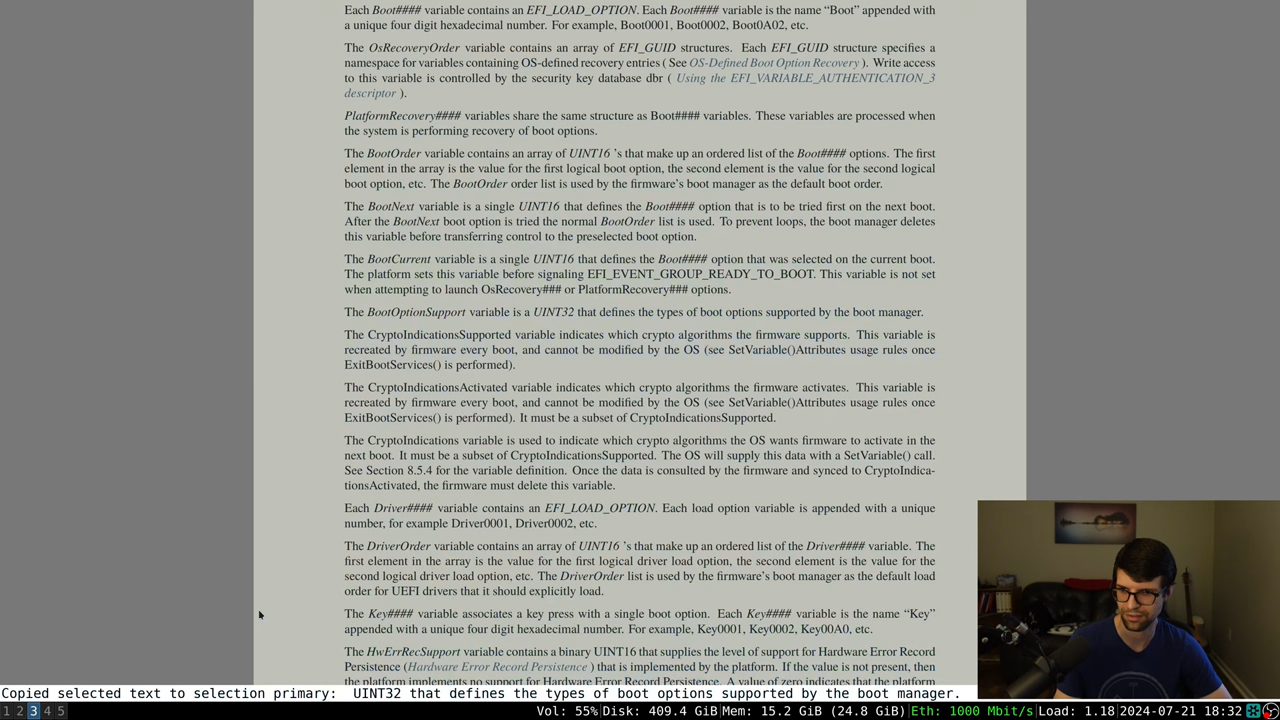 Each Boot#### variable contains an EFI_LOAD_OPTION. Each Boot#### variable is the name “Boot” appended with
a unique four digit hexadecimal number. For example, Boot0001, Boot0002, Boot0A02, etc.
The OsRecoveryOrder variable contains an array of EFI_GUID structures. Each EFI_GUID structure specifies a
namespace for variables containing OS-defined recovery entries ( See OS-Defined Boot Option Recovery ). Write access
to this variable is controlled by the security key database dbr ( Using the EFI_VARIABLE_AUTHENTICATION_3
descriptor ).
PlatformRecovery#### variables share the same structure as Boot#### variables. These variables are processed when
the system is performing recovery of boot options.
The BootOrder variable contains an array of UINT16 ’s that make up an ordered list of the Boot#### options. The first
element in the array is the value for the first logical boot option, the second element is the value for the second logical
boot option, etc. The BootOrder order list is used by the firmware’s boot manager as the default boot order.
The BootNext variable is a single UINT16 that defines the Boot#### option that is to be tried first on the next boot.
After the BootNext boot option is tried the normal BootOrder list is used. To prevent loops, the boot manager deletes
this variable before transferring control to the preselected boot option.
The BootCurrent variable is a single UINT16 that defines the Boot#### option that was selected on the current boot.
The platform sets this variable before signaling EFI_EVENT_GROUP_READY_TO_BOOT. This variable is not set
when attempting to launch OsRecovery### or PlatformRecovery### options.
The BootOptionSupport variable is a UINT32 that defines the types of boot options supported by the boot manager.
The CryptoIndicationsSupported variable indicates which crypto algorithms the firmware supports. This variable is
recreated by firmware every boot, and cannot be modified by the OS (see SetVariable()Attributes usage rules once
ExitBootServices() is performed).
The CryptoIndicationsActivated variable indicates which crypto algorithms the firmware activates. This variable is
recreated by firmware every boot, and cannot be modified by the OS (see SetVariable()Attributes usage rules once
ExitBootServices() is performed). It must be a subset of CryptoIndicationsSupported.
The CryptoIndications variable is used to indicate which crypto algorithms the OS wants firmware to activate in the
next boot. It must be a subset of CryptoIndicationsSupported. The OS will supply this data with a SetVariable() call.
See Section 8.5.4 for the variable definition. Once the data is consulted by the firmware and synced to CryptoIndica-
tionsActivated, the firmware must delete this variable.
Each Driver#### variable contains an EFI_LOAD_OPTION. Each load option variable is appended with a unique
number, for example Driver0001, Driver0002, etc.
The DriverOrder variable contains an array of UINT16 ’s that make up an ordered list of the Driver#### variable. The
first element in the array is the value for the first logical driver load option, the second element is the value for the
second logical driver load option, etc. The DriverOrder list is used by the firmware’s boot manager as the default load
order for UEFI drivers that it should explicitly load.
The Key#### variable associates a key press with a single boot option. Each Key#### variable is the name “Key”
appended with a unique four digit hexadecimal number. For example, Key0001, Key0002, Key00A0, etc.
The HwErrRecSupport variable contains a binary UINT16 that supplies the level of support for Hardware Error Record
Persistence (Hardware Error Record Persistence ) that is implemented by the platform. If the value is not present, then
the platform implements no support for Hardware Error Record Persistence. A value of zero indicates that the platform
Copied selected text to selection primary: UINT32 that defines the types of boot options supported by the boot manager.
1 2 3 4 5 Vol: 55% Disk: 409.4 GiB Mem: 15.2 GiB (24.8 GiB) Eth: 1000 Mbit/s Load: 1.18 2024-07-21 18:32